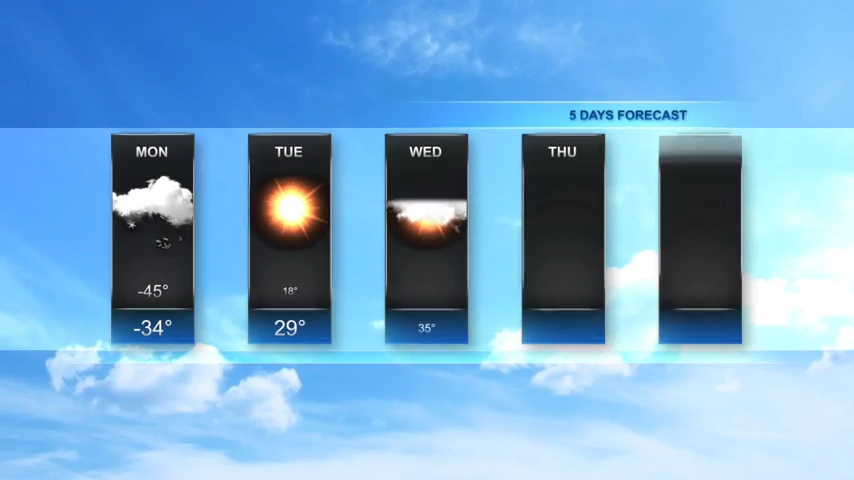 5 DAYS FORECAST
MON
TUE
WED
THU
-45°
18°
-34°
29°
35°